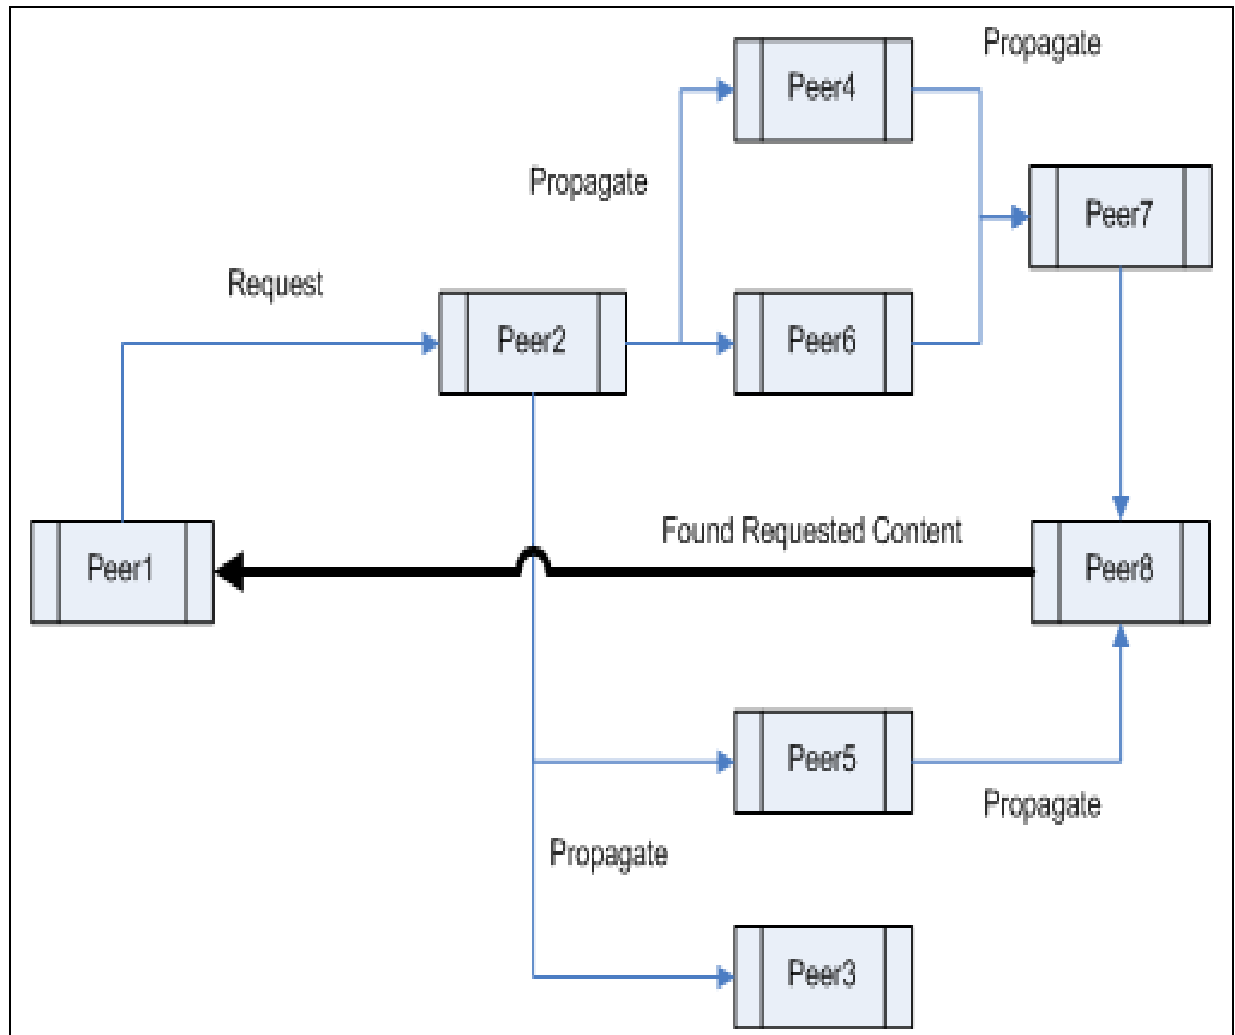 Propagate
Peer4
Propagate
Peer7
Request
Peer2
Peer6
Found Requested Content
Peer1
Peer8
Peer5
Propagate
Propagate
Peer3